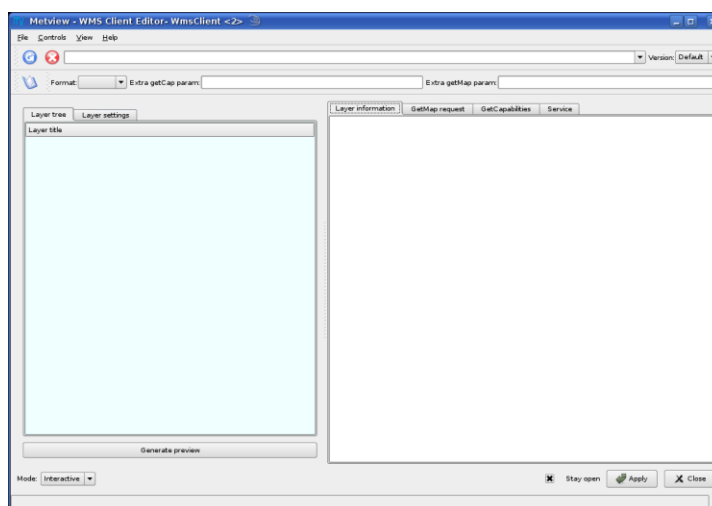 Metview - WMS Client Editor- WmsClient <2>
File Controls View Help
Version: Default
Format: Extra getCap param: Extra getMap param:
Layer tree Layer settings
Layer information GetMap request GetCapabilities Service
Layer title
Generate preview
Mode: Interactive Stay open Apply Close